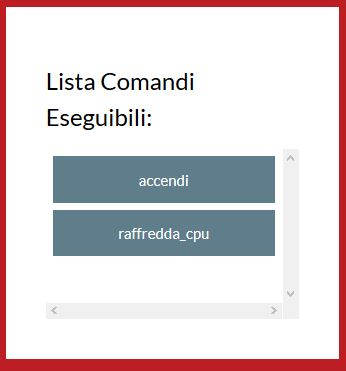 Lista Comandi
Eseguibili:
accendi
raffredda_cpu